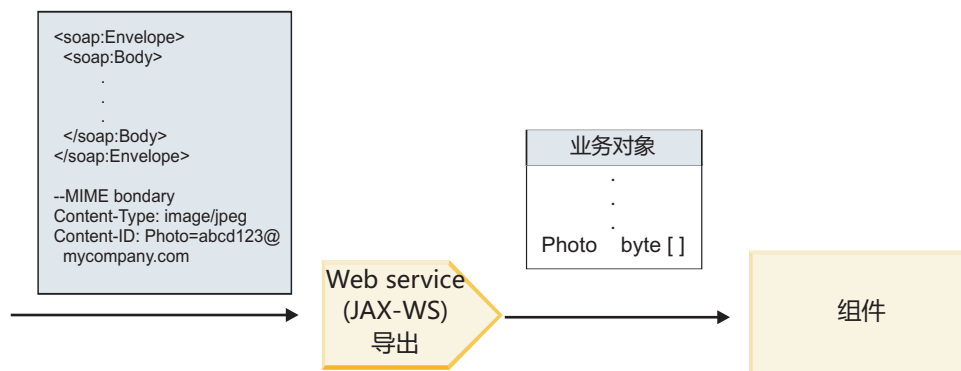 <soap:Envelope>
<soap:Body>
.
.
.
</soap:Body>
</soap:Envelope>
--MIME bondary
Content-Type: image/jpeg
Content-ID: Photo=abcd123@
mycompany.com
业务对象
.
.
.
Photo byte [ ]
Web service
(JAX-WS)
导出
组件